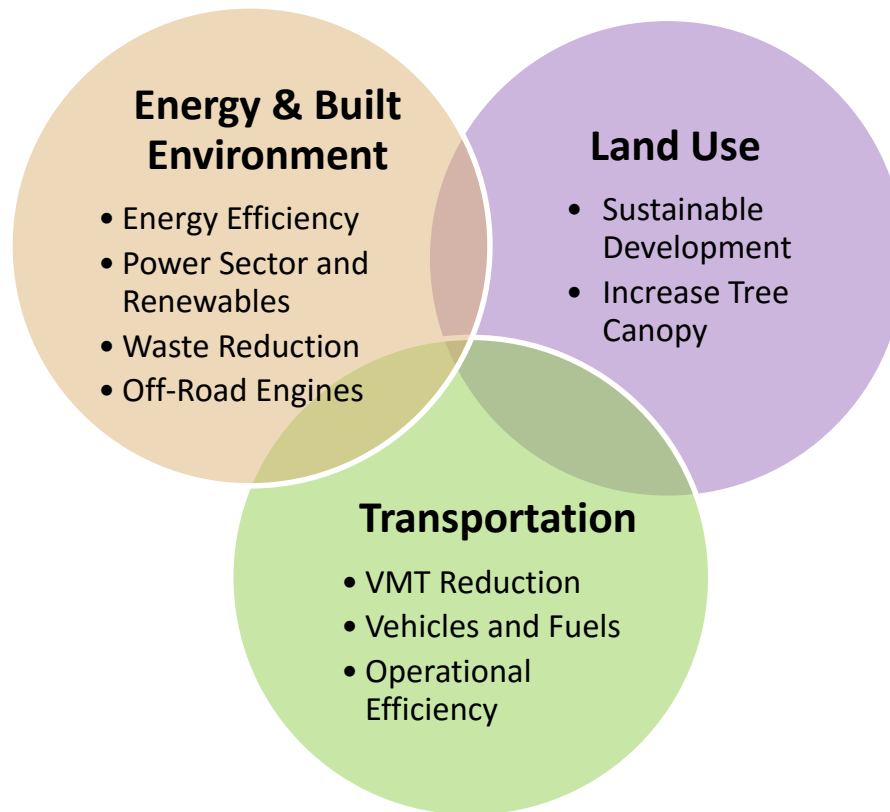 Energy & Built
Environment
• Energy Efficiency
• Power Sector and
Renewables
• Waste Reduction
• Off-Road Engines
Land Use
• Sustainable
Development
• Increase Tree
Canopy
Transportation
• VMT Reduction
• Vehicles and Fuels
• Operational
Efficiency